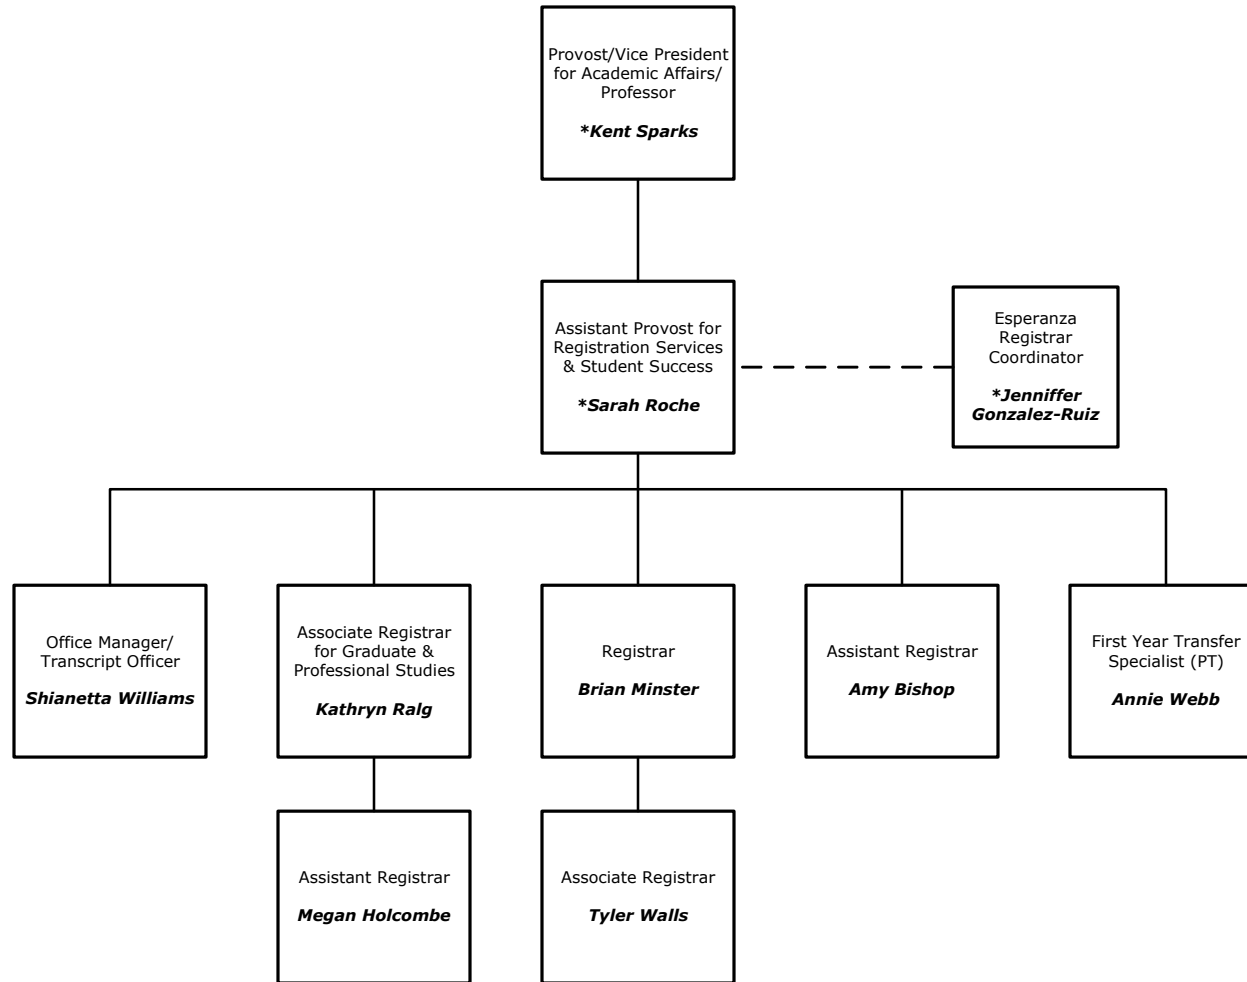 Provost/Vice President
for Academic Affairs/
Professor
*Kent Sparks
Assistant Provost for
Registration Services
& Student Success
*Sarah Roche
Esperanza
Registrar
Coordinator
*Jenniffer
Gonzalez-Ruiz
Office Manager/
Transcript Officer
Shianetta Williams
Associate Registrar
for Graduate &
Professional Studies
Kathryn Ralg
Registrar
Brian Minster
Assistant Registrar
Amy Bishop
First Year Transfer
Specialist (PT)
Annie Webb
Assistant Registrar
Megan Holcombe
Associate Registrar
Tyler Walls